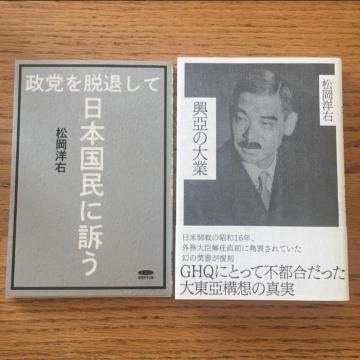 政党を脱退して
日本国民に訴う
松岡洋右
松岡洋右
興亞の大業
日米開戦の昭和16年、
外務大臣解任直前に発表されていた
幻の焚書が復刻
GHQにとって不都合だった
大東亞構想の真実